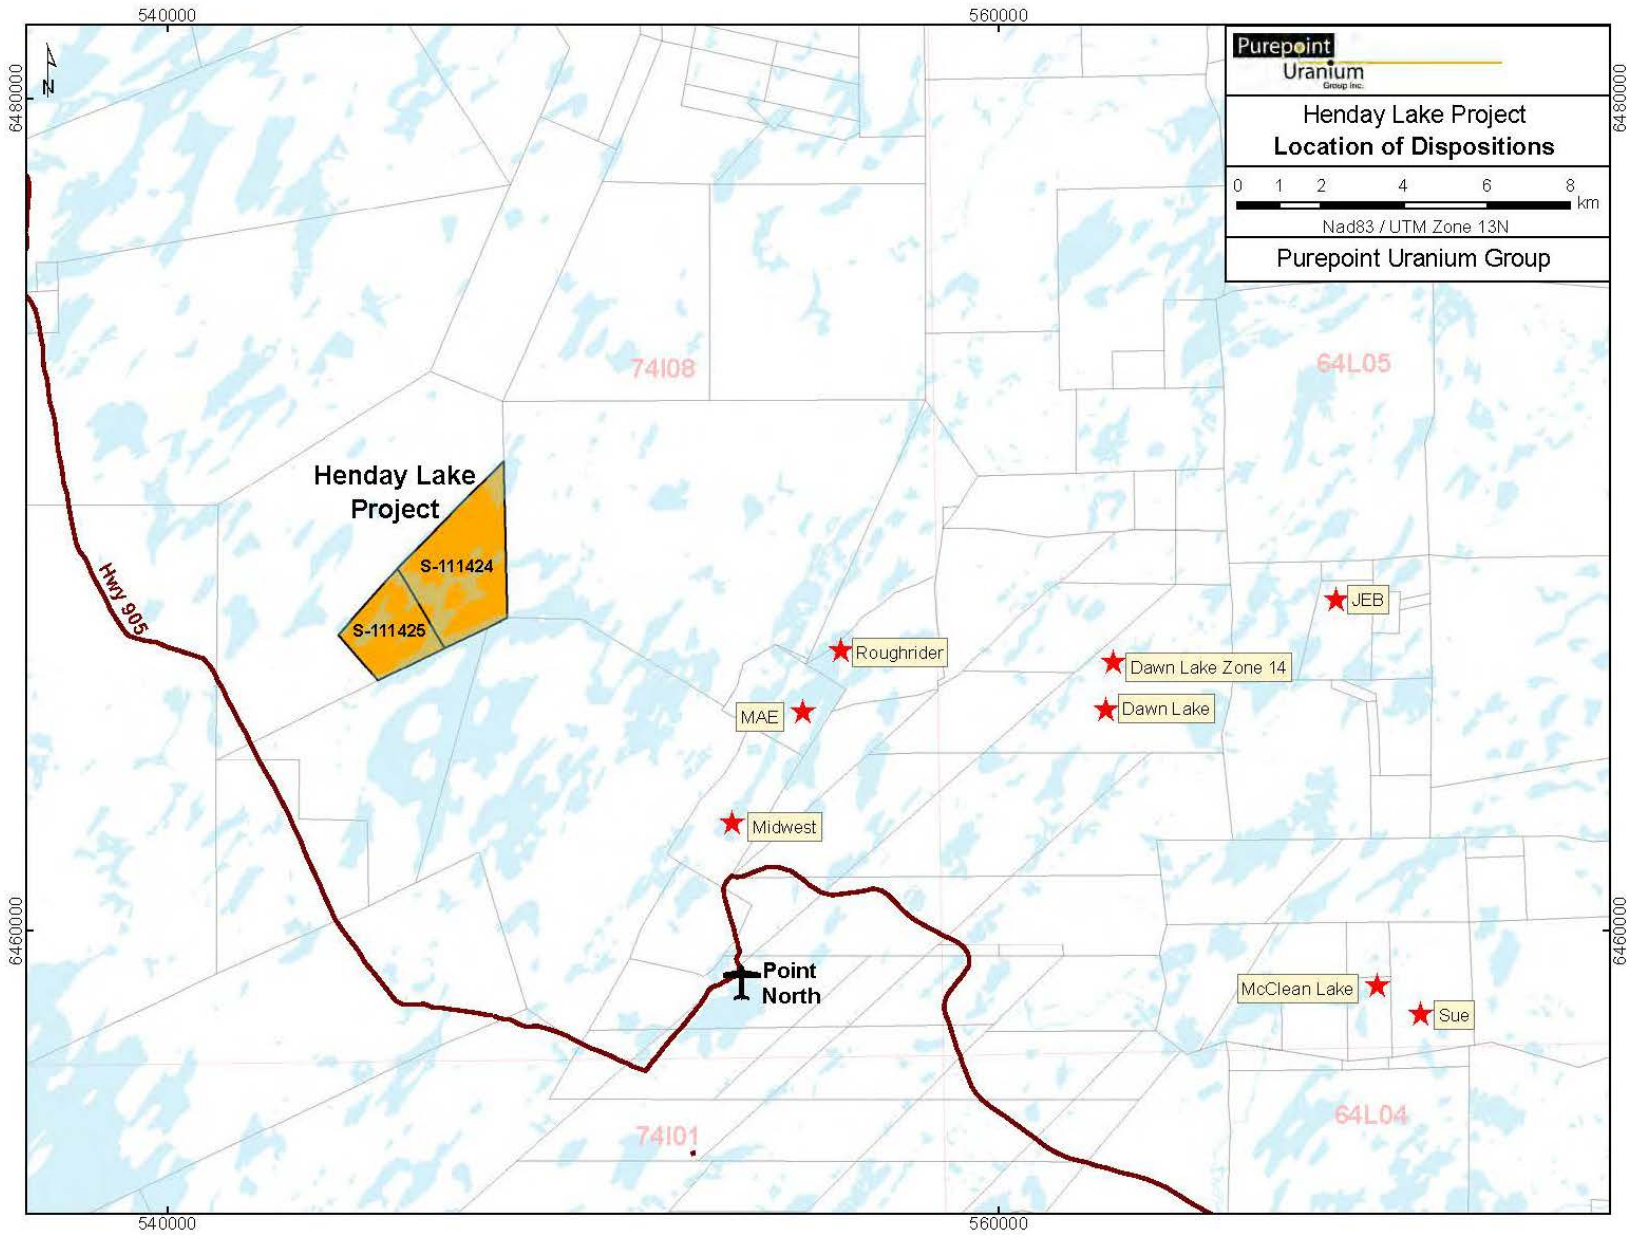 540000
560000
6480000
6480000
Purepoint
Uranium
Group Inc.
Henday Lake Project
Location of Dispositions
0 1 2 4 6 8
km
Nad83 / UTM Zone 13N
Purepoint Uranium Group
N
74I08
64L05
Henday Lake
Project
S-111424
S-111425
Hwy 905
JEB
Roughrider
Dawn Lake Zone 14
MAE
Dawn Lake
Midwest
6460000
6460000
Point
North
McClean Lake
Sue
74I01
64L04
540000
560000